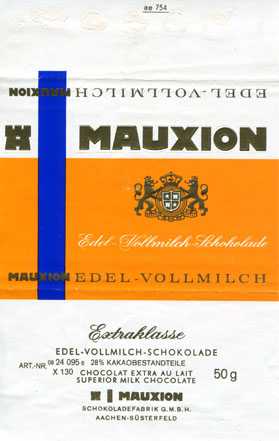 ae 754
EDEL-VOLLMILCH MAUXION
MAUXION
Edel-Vollmilch-Schokolade
MAUXION EDEL-VOLLMILCH
Extraklasse
EDEL-VOLLMILCH-SCHOKOLADE
ART.-NR. 08 24 095 6 28% KAKAOBESTANDTEILE
X 130 CHOCOLAT EXTRA AU LAIT 50 g
SUPERIOR MILK CHOCOLATE
MAUXION
SCHOKOLADEFABRIK G.M.B.H.
AACHEN-SÜSTERFELD